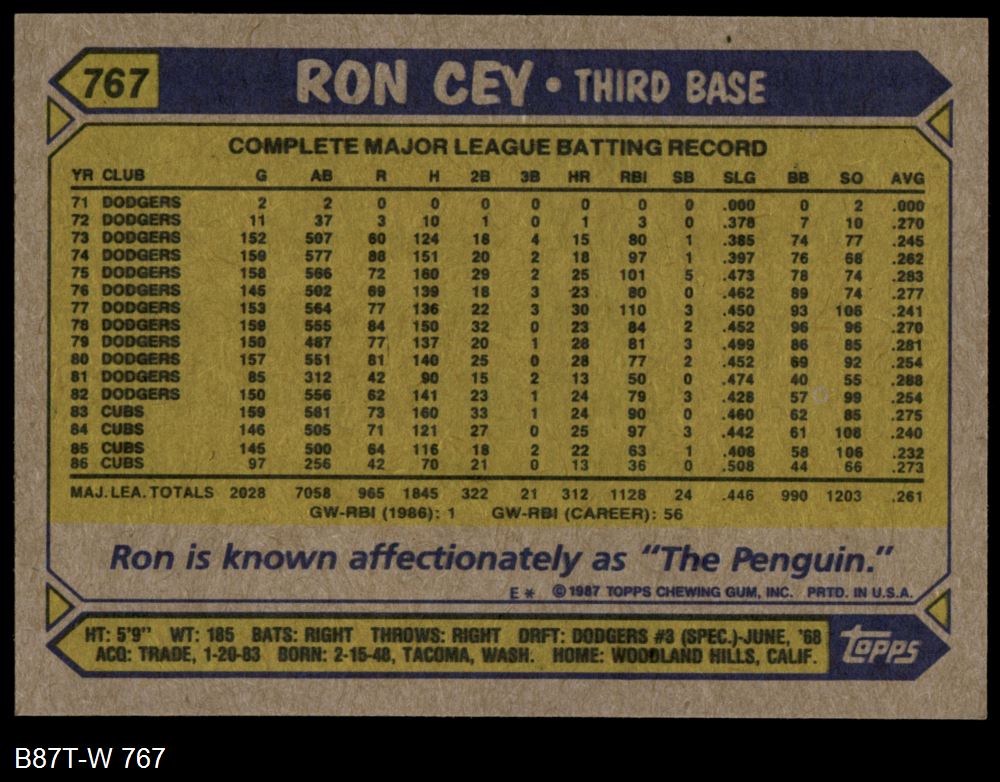 767
RON CEY • THIRD BASE
COMPLETE MAJOR LEAGUE BATTING RECORD
YR CLUB G AB R H 2B 3B HR RBI SB SLG BB SO AVG
71 DODGERS 2 2 0 0 0 0 0 0 0 .000 0 2 .000
72 DODGERS 11 37 3 10 1 0 1 3 0 .378 7 10 .270
73 DODGERS 152 507 60 124 18 4 15 80 1 .385 74 77 .245
74 DODGERS 159 577 88 151 20 2 18 97 1 .397 76 68 .262
75 DODGERS 158 566 72 160 29 2 25 101 5 .473 78 74 .283
76 DODGERS 145 502 69 139 18 3 23 80 0 .462 89 74 .277
77 DODGERS 153 564 77 136 22 3 30 110 3 .450 93 106 .241
78 DODGERS 159 555 84 150 32 0 23 84 2 .452 96 96 .270
79 DODGERS 150 487 77 137 20 1 28 81 3 .499 86 85 .281
80 DODGERS 157 551 81 140 25 0 28 77 2 .452 69 92 .254
81 DODGERS 85 312 42 90 15 2 13 50 0 .474 40 55 .288
82 DODGERS 150 556 62 141 23 1 24 79 3 .428 57 99 .254
83 CUBS 159 581 73 160 33 1 24 90 0 .460 62 85 .275
84 CUBS 146 505 71 121 27 0 25 97 3 .442 61 108 .240
85 CUBS 145 500 64 116 18 2 22 63 1 .408 58 106 .232
86 CUBS 97 256 42 70 21 0 13 36 0 .508 44 66 .273
MAJ. LEA. TOTALS 2028 7058 965 1845 322 21 312 1128 24 .446 990 1203 .261
GW-RBI (1986): 1 GW-RBI (CAREER): 56
Ron is known affectionately as "The Penguin."
E* © 1987 TOPPS CHEWING GUM, INC. PRTD. IN U.S.A.
HT: 5'9" WT: 185 BATS: RIGHT THROWS: RIGHT DRFT: DODGERS #3 (SPEC.)-JUNE, '68
ACQ: TRADE, 1-20-83 BORN: 2-15-48, TACOMA, WASH. HOME: WOODLAND HILLS, CALIF.
topps
B87T-W 767